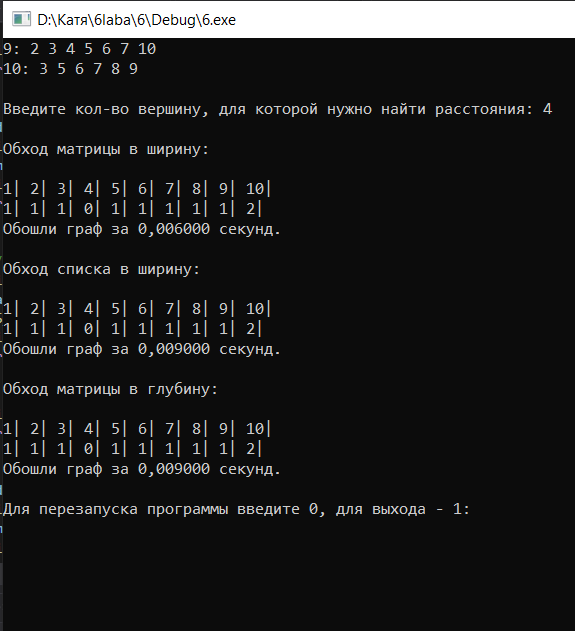 D:\Катя\6laba\6\Debug\6.exe
9: 2 3 4 5 6 7 10
10: 3 5 6 7 8 9
Введите кол-во вершину, для которой нужно найти расстояния: 4
Обход матрицы в ширину:
1| 2| 3| 4| 5| 6| 7| 8| 9| 10|
1| 1| 1| 0| 1| 1| 1| 1| 1| 2|
Обошли граф за 0,006000 секунд.
Обход списка в ширину:
1| 2| 3| 4| 5| 6| 7| 8| 9| 10|
1| 1| 1| 0| 1| 1| 1| 1| 1| 2|
Обошли граф за 0,009000 секунд.
Обход матрицы в глубину:
1| 2| 3| 4| 5| 6| 7| 8| 9| 10|
1| 1| 1| 0| 1| 1| 1| 1| 1| 2|
Обошли граф за 0,009000 секунд.
Для перезапуска программы введите 0, для выхода - 1: